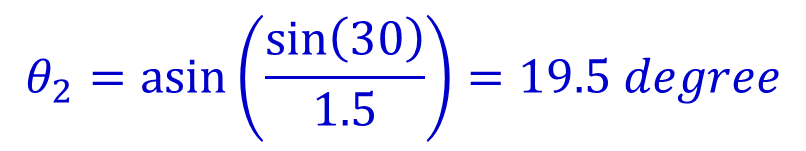 θ₂ = asin(sin(30)/1.5) = 19.5 degree